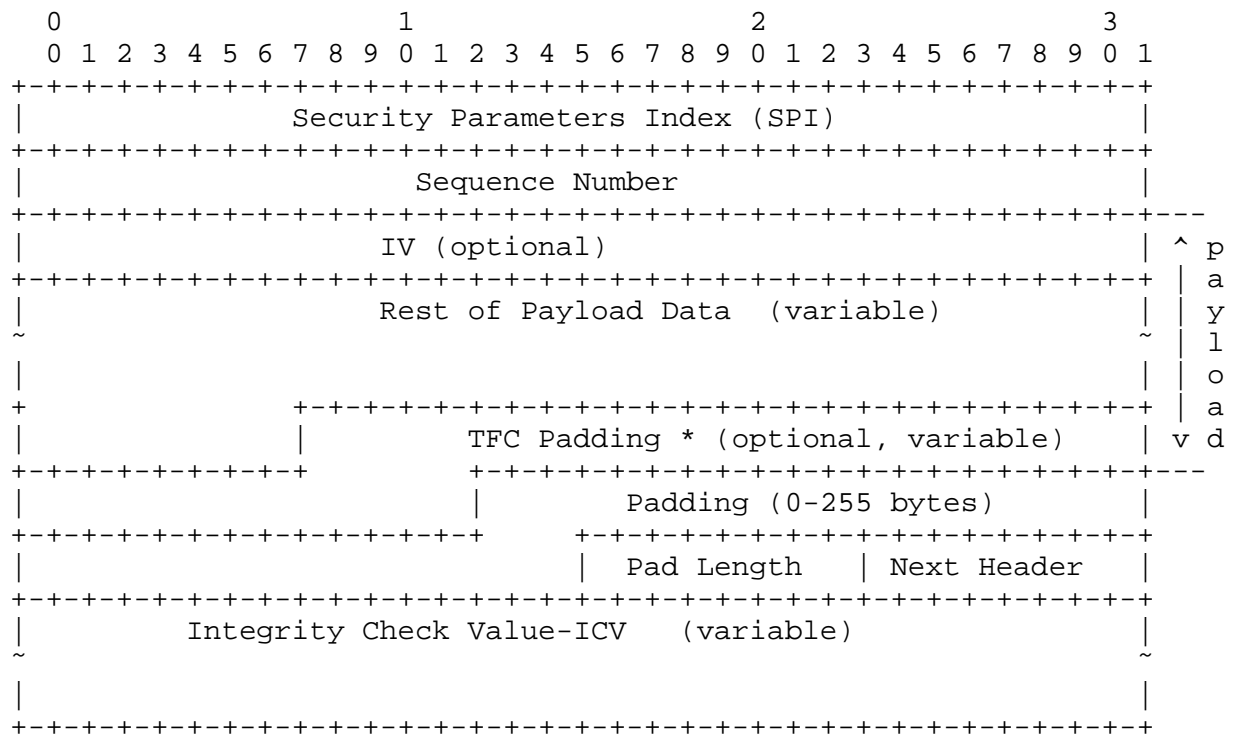 0                   1                   2                   3
 0 1 2 3 4 5 6 7 8 9 0 1 2 3 4 5 6 7 8 9 0 1 2 3 4 5 6 7 8 9 0 1
+-+-+-+-+-+-+-+-+-+-+-+-+-+-+-+-+-+-+-+-+-+-+-+-+-+-+-+-+-+-+-+-+
|               Security Parameters Index (SPI)                 |
+-+-+-+-+-+-+-+-+-+-+-+-+-+-+-+-+-+-+-+-+-+-+-+-+-+-+-+-+-+-+-+-+
|                      Sequence Number                          |
+-+-+-+-+-+-+-+-+-+-+-+-+-+-+-+-+-+-+-+-+-+-+-+-+-+-+-+-+-+-+-+-+---
|                    IV (optional)                              | ^ p
+-+-+-+-+-+-+-+-+-+-+-+-+-+-+-+-+-+-+-+-+-+-+-+-+-+-+-+-+-+-+-+-+ | a
|                    Rest of Payload Data  (variable)           | | y
~                                                               ~ | l
|                                                               | | o
+               +-+-+-+-+-+-+-+-+-+-+-+-+-+-+-+-+-+-+-+-+-+-+-+-+ | a
|               |         TFC Padding * (optional, variable)    | v d
+-+-+-+-+-+-+-+-+         +-+-+-+-+-+-+-+-+-+-+-+-+-+-+-+-+-+-+-+---
|                         |        Padding (0-255 bytes)        |
+-+-+-+-+-+-+-+-+-+-+-+-+-+     +-+-+-+-+-+-+-+-+-+-+-+-+-+-+-+-+
|                               |  Pad Length   | Next Header   |
+-+-+-+-+-+-+-+-+-+-+-+-+-+-+-+-+-+-+-+-+-+-+-+-+-+-+-+-+-+-+-+-+
|         Integrity Check Value-ICV   (variable)                |
~                                                               ~
|                                                               |
+-+-+-+-+-+-+-+-+-+-+-+-+-+-+-+-+-+-+-+-+-+-+-+-+-+-+-+-+-+-+-+-+